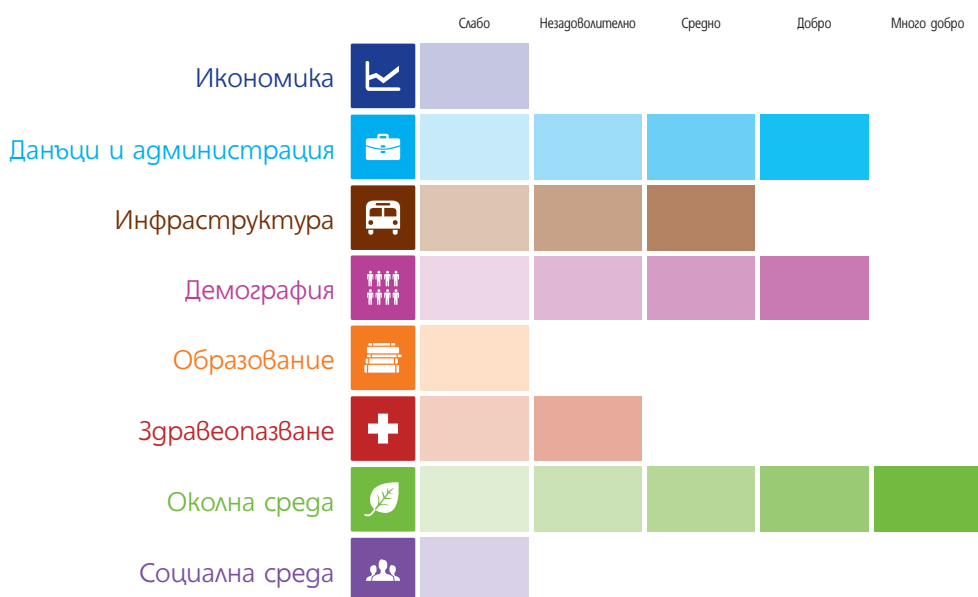 Слабо Незадоволително Средно Добро Много добро
Икономика
Данъци и администрация
Инфраструктура
Демография
Образование
Здравеопазване
Околна среда
Социална среда